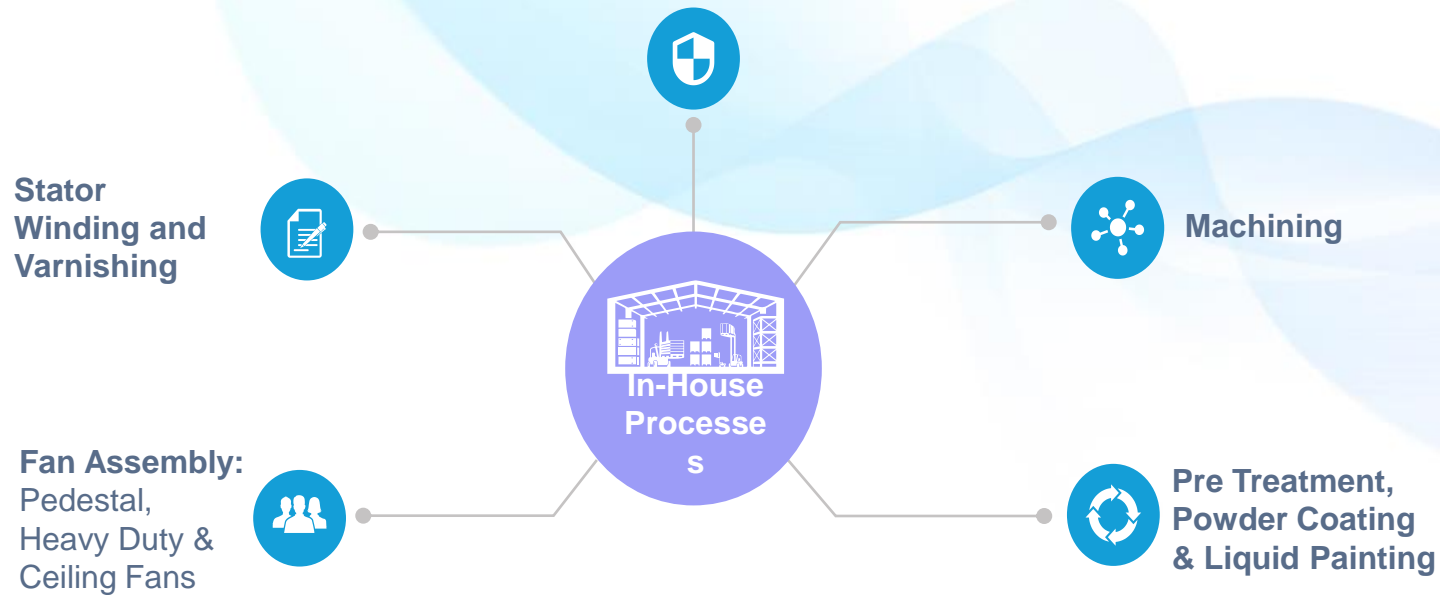 Stator
Winding and
Varnishing
Machining
In-House
Processe
s
Fan Assembly:
Pedestal,
Heavy Duty &
Ceiling Fans
Pre Treatment,
Powder Coating
& Liquid Painting